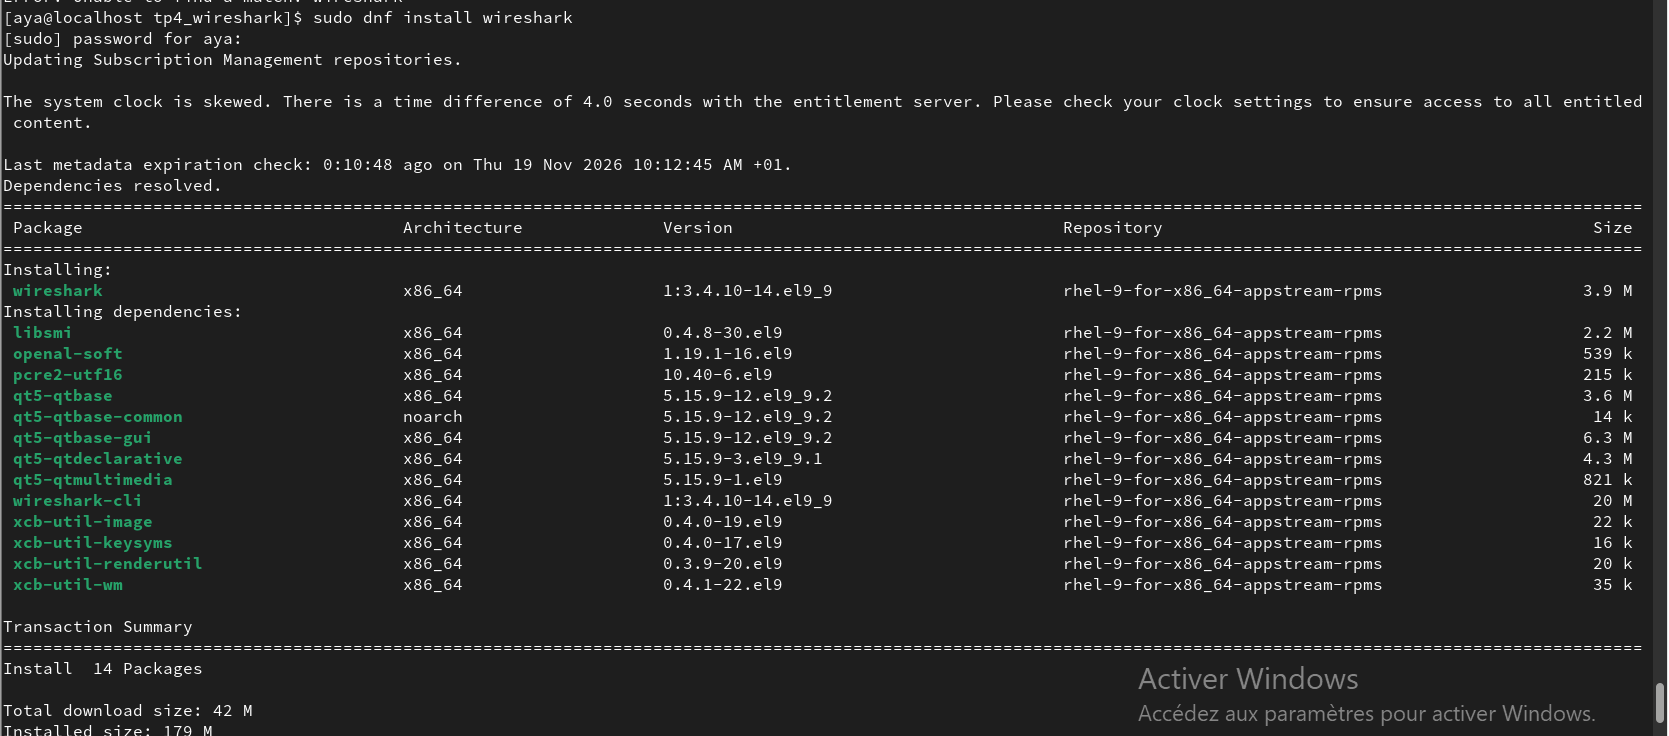 Error: Unable to find a match: wireshark
[aya@localhost tp4_wireshark]$ sudo dnf install wireshark
[sudo] password for aya:
Updating Subscription Management repositories.
The system clock is skewed. There is a time difference of 4.0 seconds with the entitlement server. Please check your clock settings to ensure access to all entitled
content.
Last metadata expiration check: 0:10:48 ago on Thu 19 Nov 2026 10:12:45 AM +01.
Dependencies resolved.
================================================================================
Package Architecture Version Repository Size
================================================================================
Installing:
wireshark x86_64 1:3.4.10-14.el9_9 rhel-9-for-x86_64-appstream-rpms 3.9 M
Installing dependencies:
libsmi x86_64 0.4.8-30.el9 rhel-9-for-x86_64-appstream-rpms 2.2 M
openal-soft x86_64 1.19.1-16.el9 rhel-9-for-x86_64-appstream-rpms 539 k
pcre2-utf16 x86_64 10.40-6.el9 rhel-9-for-x86_64-appstream-rpms 215 k
qt5-qtbase x86_64 5.15.9-12.el9_9.2 rhel-9-for-x86_64-appstream-rpms 3.6 M
qt5-qtbase-common noarch 5.15.9-12.el9_9.2 rhel-9-for-x86_64-appstream-rpms 14 k
qt5-qtbase-gui x86_64 5.15.9-12.el9_9.2 rhel-9-for-x86_64-appstream-rpms 6.3 M
qt5-qtdeclarative x86_64 5.15.9-3.el9_9.1 rhel-9-for-x86_64-appstream-rpms 4.3 M
qt5-qtmultimedia x86_64 5.15.9-1.el9 rhel-9-for-x86_64-appstream-rpms 821 k
wireshark-cli x86_64 1:3.4.10-14.el9_9 rhel-9-for-x86_64-appstream-rpms 20 M
xcb-util-image x86_64 0.4.0-19.el9 rhel-9-for-x86_64-appstream-rpms 22 k
xcb-util-keysyms x86_64 0.4.0-17.el9 rhel-9-for-x86_64-appstream-rpms 16 k
xcb-util-renderutil x86_64 0.3.9-20.el9 rhel-9-for-x86_64-appstream-rpms 20 k
xcb-util-wm x86_64 0.4.1-22.el9 rhel-9-for-x86_64-appstream-rpms 35 k
Transaction Summary
================================================================================
Install 14 Packages
Total download size: 42 M
Installed size: 179 M
Activer Windows
Accédez aux paramètres pour activer Windows.